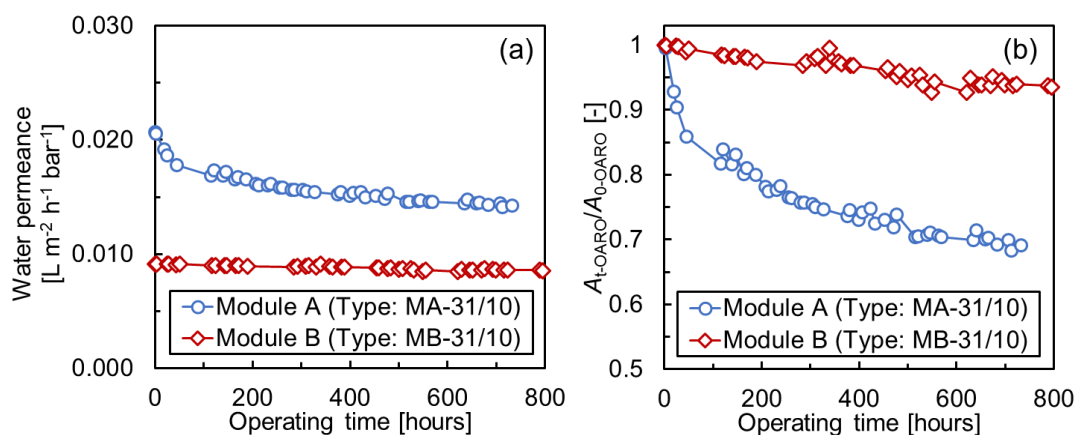 (a)
Water permeance
[L m⁻² h⁻¹ bar⁻¹]
0.030
0.020
0.010
0.000
Module A (Type: MA-31/10)
Module B (Type: MB-31/10)
0 200 400 600 800
Operating time [hours]
(b)
At-OARO/A0-OARO [-]
1
0.9
0.8
0.7
0.6
0.5
Module A (Type: MA-31/10)
Module B (Type: MB-31/10)
0 200 400 600 800
Operating time [hours]